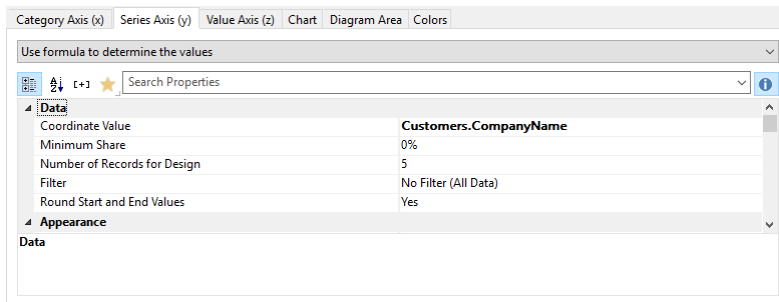 Category Axis (x) Series Axis (y) Value Axis (z) Chart Diagram Area Colors
Use formula to determine the values
[+] Search Properties
Data
Coordinate Value Customers.CompanyName
Minimum Share 0%
Number of Records for Design 5
Filter No Filter (All Data)
Round Start and End Values Yes
Appearance
Data